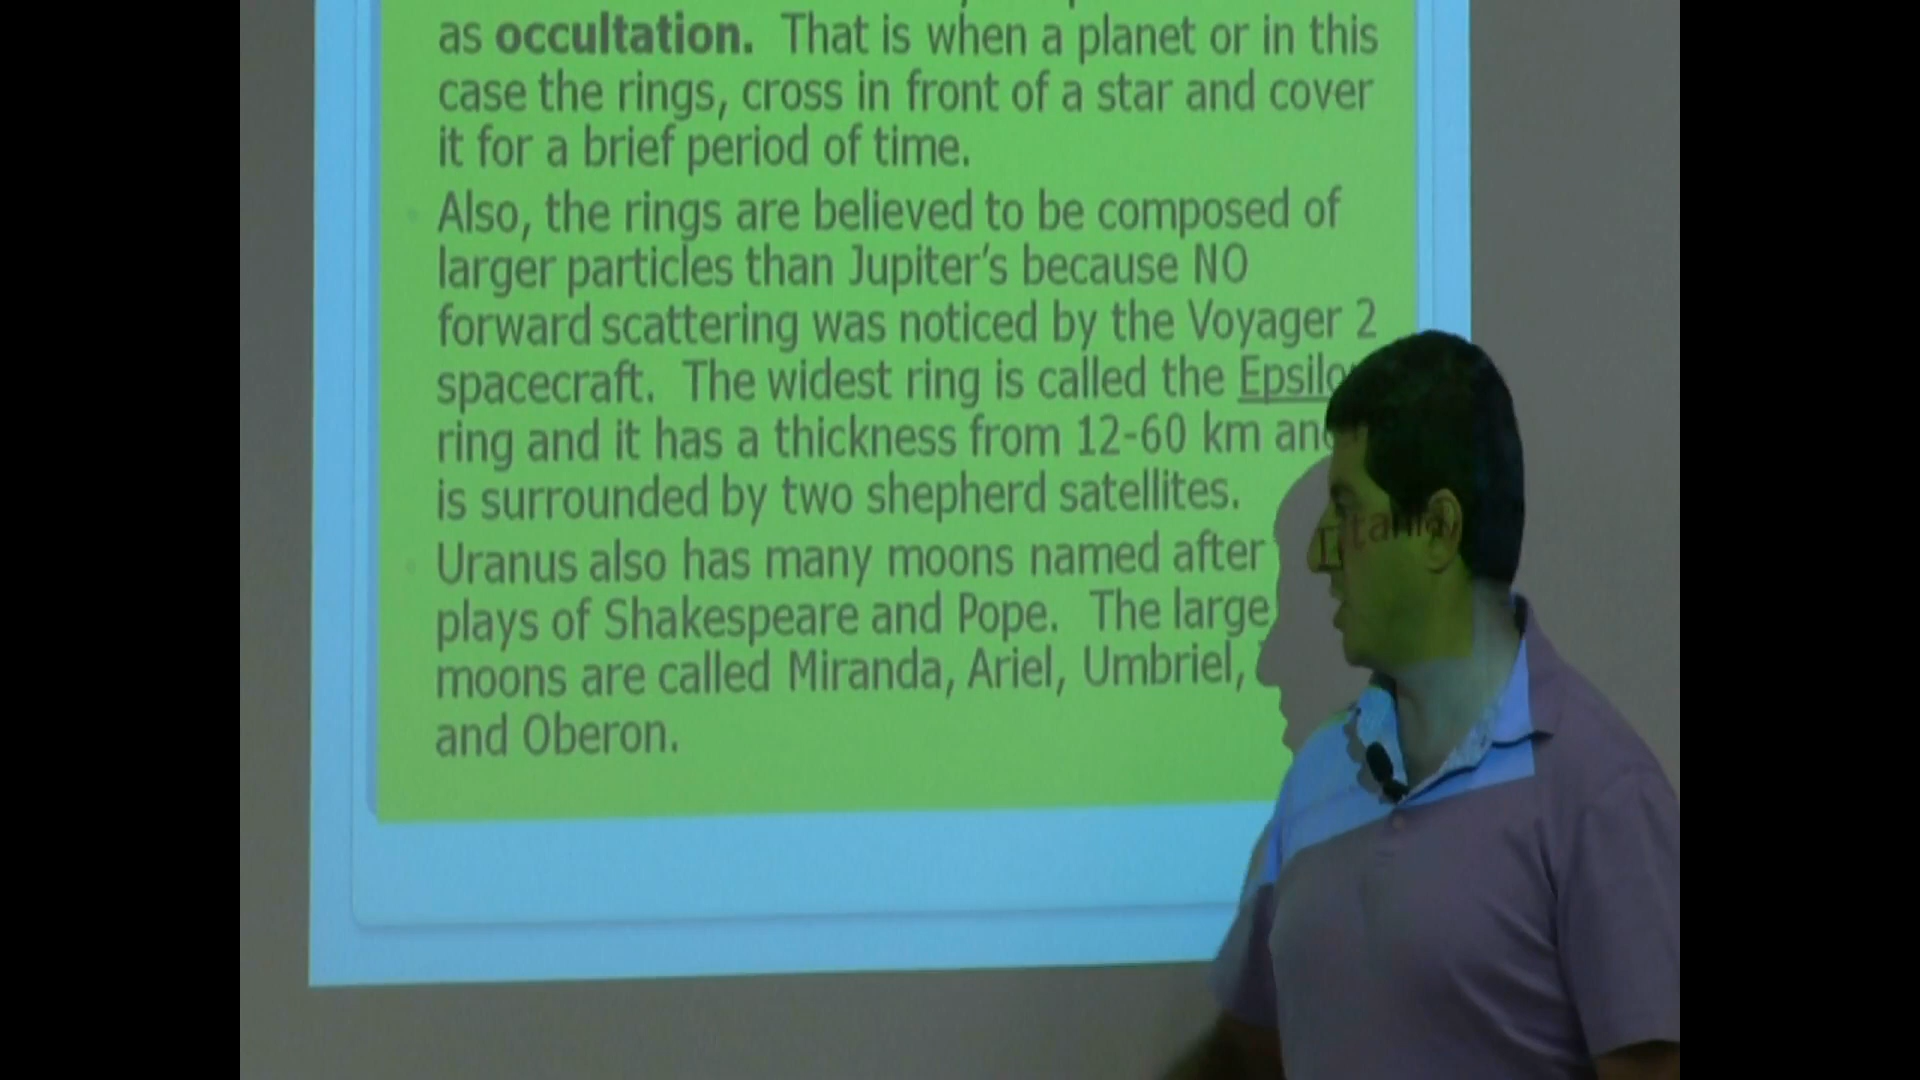 as occultation. That is when a planet or in this
case the rings, cross in front of a star and cover
it for a brief period of time.
Also, the rings are believed to be composed of
larger particles than Jupiter's because NO
forward scattering was noticed by the Voyager 2
spacecraft. The widest ring is called the Epsilo
ring and it has a thickness from 12-60 km and
is surrounded by two shepherd satellites.
Uranus also has many moons named after
plays of Shakespeare and Pope. The large
moons are called Miranda, Ariel, Umbriel, Titania,
and Oberon.